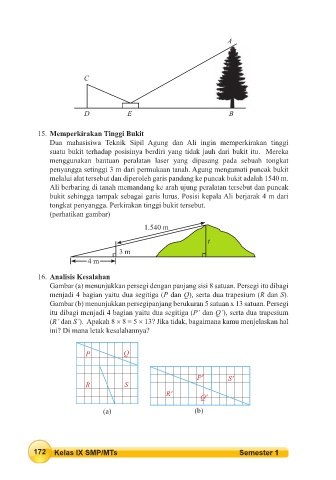 A
C
D E B
15. Memperkirakan Tinggi Bukit
Dua mahasiswa Teknik Sipil Agung dan Ali ingin memperkirakan tinggi
suatu bukit terhadap posisinya berdiri yang tidak jauh dari bukit itu. Mereka
menggunakan bantuan peralatan laser yang dipasang pada sebuah tongkat
penyangga setinggi 3 m dari permukaan tanah. Agung mengamati puncak bukit
melalui alat tersebut dan diperoleh garis pandang ke puncak bukit adalah 1540 m.
Ali berbaring di tanah memandang ke arah ujung peralatan tersebut dan puncak
bukit sehingga tampak sebagai garis lurus. Posisi kepala Ali berjarak 4 m dari
tongkat penyangga. Perkirakan tinggi bukit tersebut.
(perhatikan gambar)
1.540 m
t
3 m
4 m
16. Analisis Kesalahan
Gambar (a) menunjukkan persegi dengan panjang sisi 8 satuan. Persegi itu dibagi
menjadi 4 bagian yaitu dua segitiga (P dan Q), serta dua trapesium (R dan S).
Gambar (b) menunjukkan persegipanjang berukuran 5 satuan x 13 satuan. Persegi
itu dibagi menjadi 4 bagian yaitu dua segitiga (P' dan Q'), serta dua trapesium
(R' dan S'). Apakah 8 × 8 = 5 × 13? Jika tidak, bagaimana kamu menjelaskan hal
ini? Di mana letak kesalahannya?
P Q
R S
P' S'
R' Q'
(a) (b)
172 Kelas IX SMP/MTs Semester 1